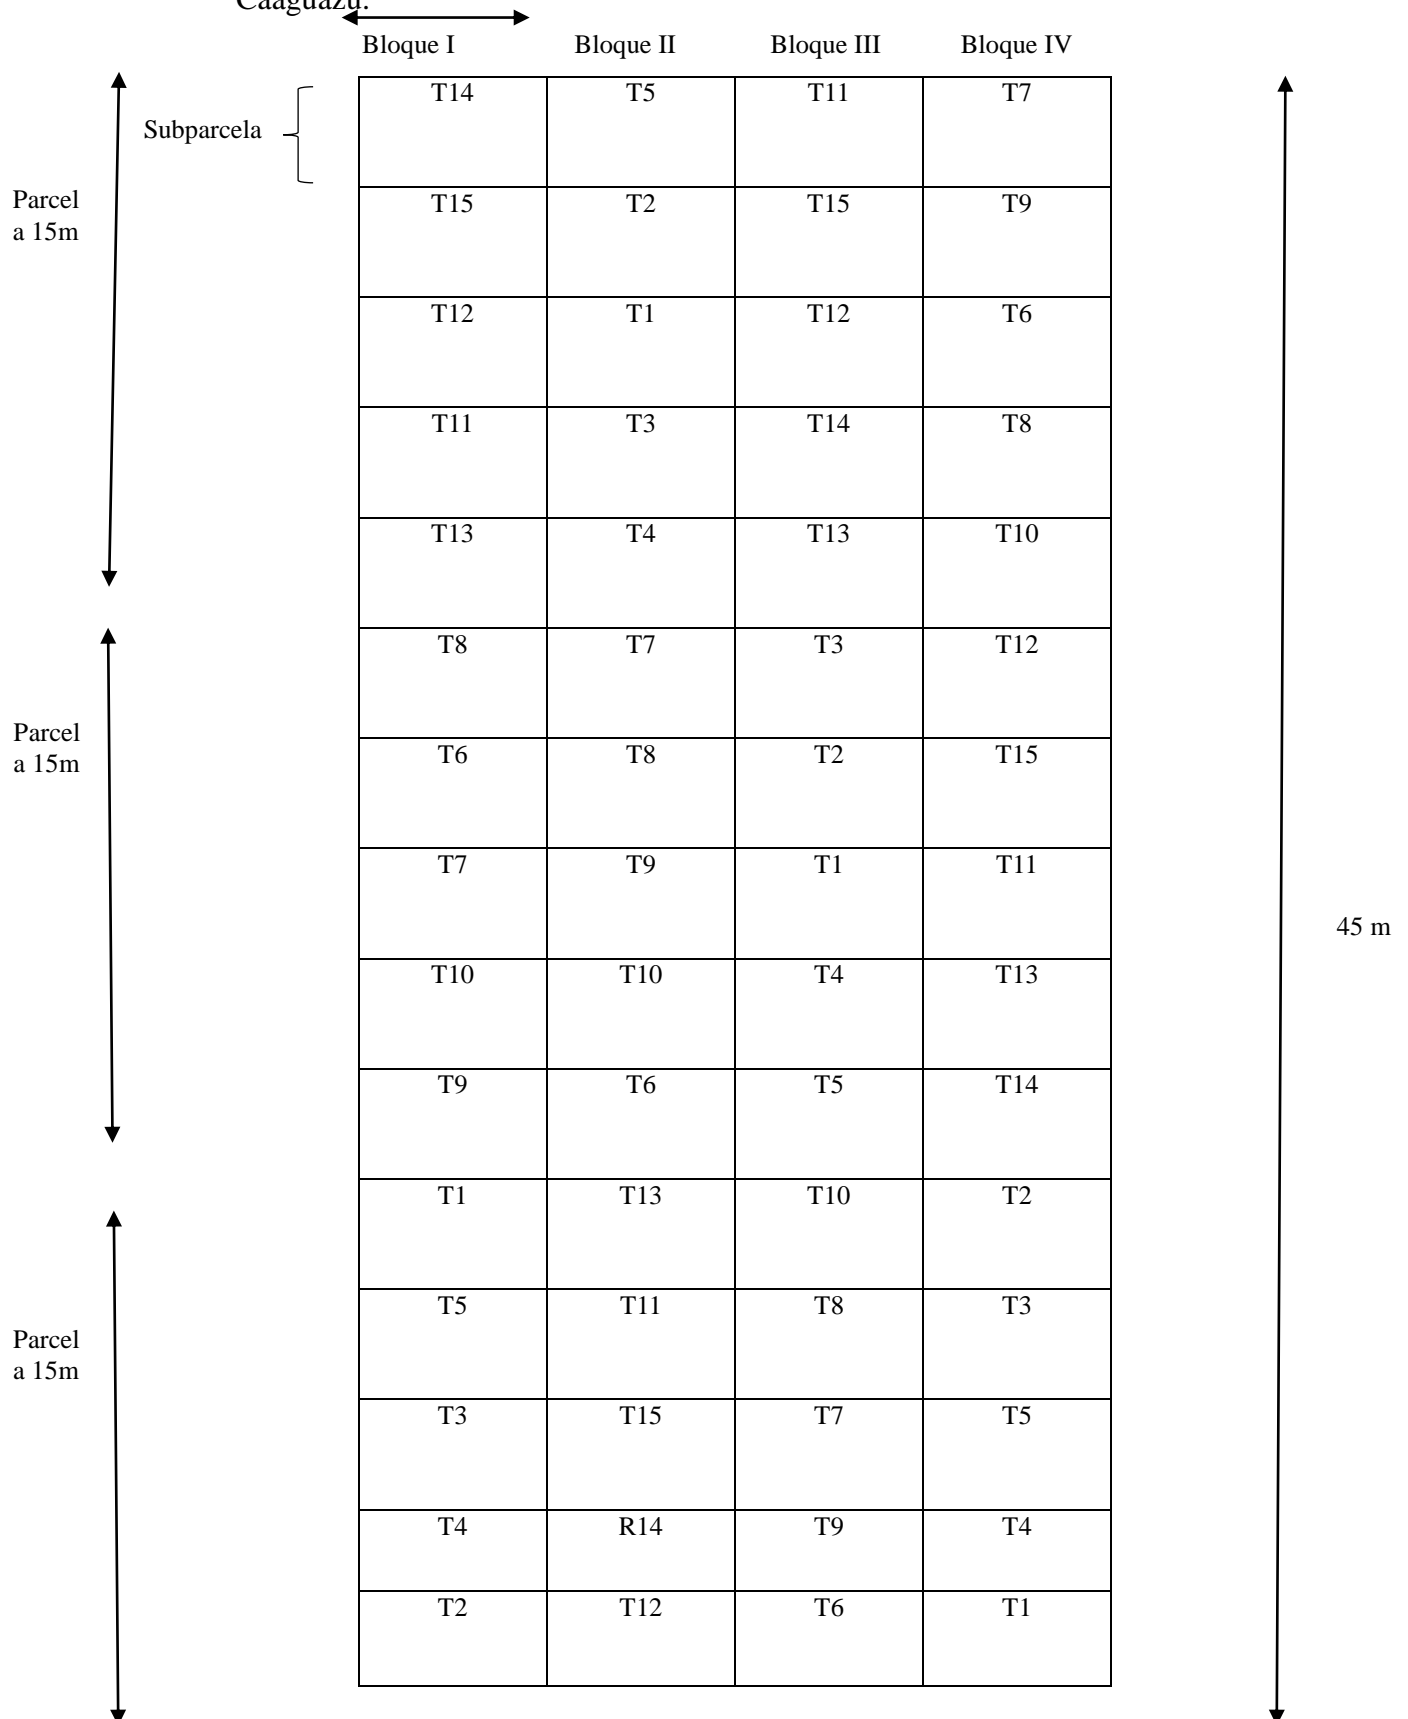 Caaguazú.
Bloque I Bloque II Bloque III Bloque IV
T14 T5 T11 T7
Subparcela
Parcel
a 15m
T15 T2 T15 T9
T12 T1 T12 T6
T11 T3 T14 T8
T13 T4 T13 T10
T8 T7 T3 T12
Parcel
a 15m
T6 T8 T2 T15
T7 T9 T1 T11
45 m
T10 T10 T4 T13
T9 T6 T5 T14
T1 T13 T10 T2
T5 T11 T8 T3
Parcel
a 15m
T3 T15 T7 T5
T4 R14 T9 T4
T2 T12 T6 T1